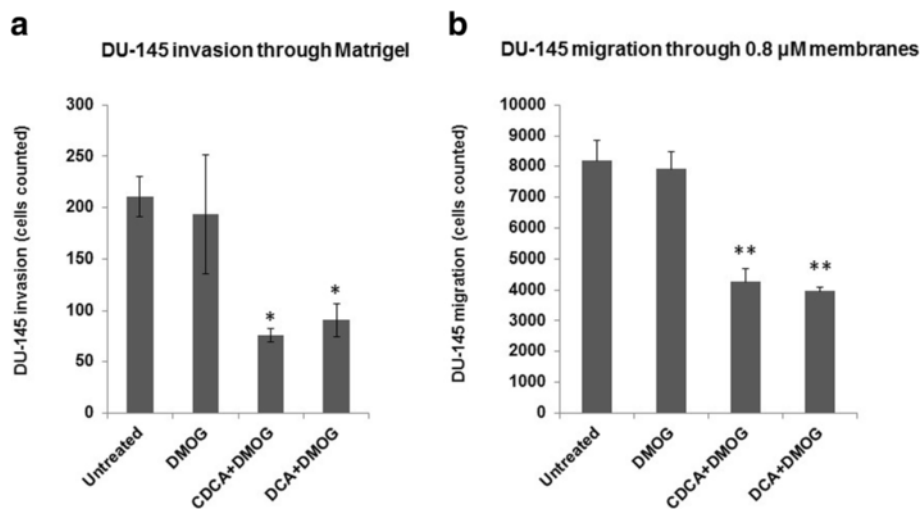 a
DU-145 invasion through Matrigel
DU-145 invasion (cells counted)
300
250
200
150
100
50
0
*
*
Untreated
DMOG
CDCA+DMOG
DCA+DMOG
b
DU-145 migration through 0.8 µM membranes
DU-145 migration (cells counted)
10000
9000
8000
7000
6000
5000
4000
3000
2000
1000
0
**
**
Untreated
DMOG
CDCA+DMOG
DCA+DMOG